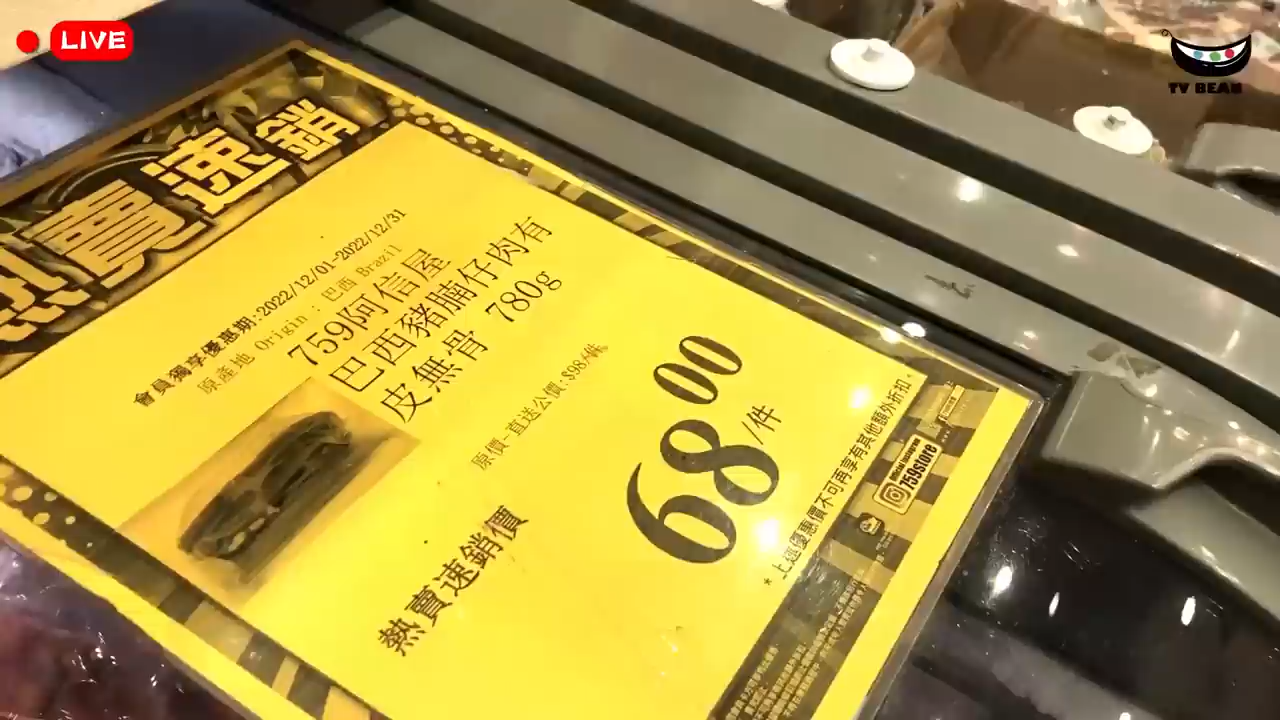 LIVE
TV BEAN
熱賣速銷
會員獨享優惠期:2022/12/01-2022/12/31
原產地 Origin : 巴西 Brazil
759阿信屋
巴西豬腩仔肉有
皮無骨 780g
原價-直送公價:$98/件
68.00/件
熱賣速銷價
*上述優惠價不可再享有其他額外折扣。
Official Instagram
759store